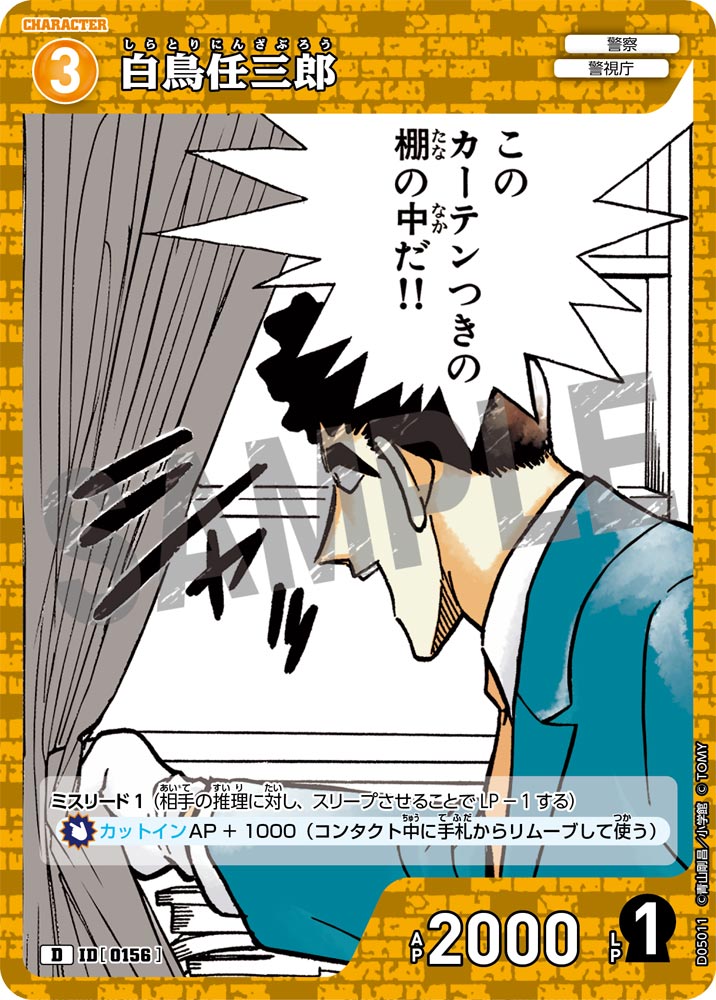 CHARACTER
3
しらとりにんざぶろう
白鳥任三郎
警察
警視庁
この
カーテンつきの
棚の中だ!!
たな
なか
シャッ
SAMPLE
ミスリード1（相手の推理に対し、スリープさせることでLP－1する）
あいて すいり たい
カットイン AP＋1000（コンタクト中に手札からリムーブして使う）
ちゅう てふだ つか
D ID[0156]
AP 2000
LP 1
D05011 ©青山剛昌／小学館 ©TOMY